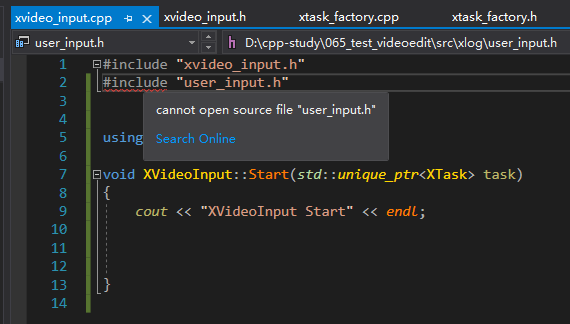 xvideo_input.cpp xvideo_input.h xtask_factory.cpp xtask_factory.h
user_input.h h D:\cpp-study\065_test_videoedit\src\xlog\user_input.h
1 #include "xvideo_input.h"
2 #include "user_input.h"
3
cannot open source file "user_input.h"
4
5 using
Search Online
6
7 void XVideoInput::Start(std::unique_ptr<XTask> task)
8 {
9 cout << "XVideoInput Start" << endl;
10
11
12
13 }
14